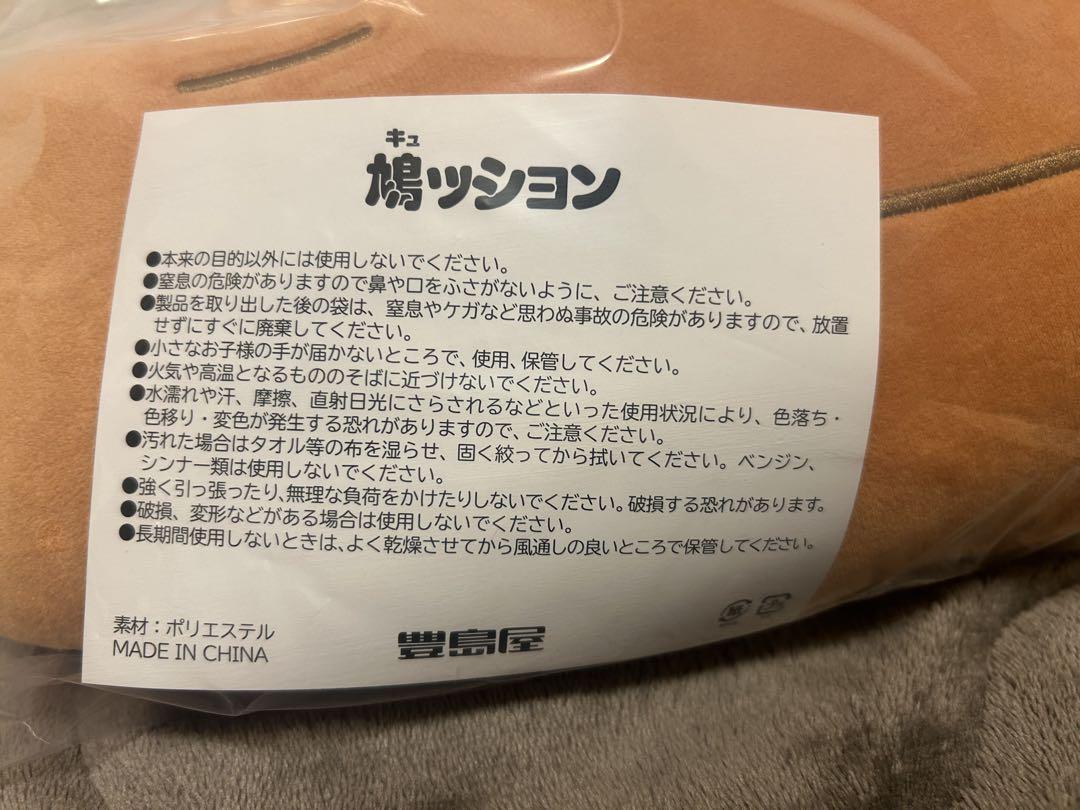 キュ
鳩ッション
●本来の目的以外には使用しないでください。
●窒息の危険がありますので鼻や口をふさがないように、ご注意ください。
●製品を取り出した後の袋は、窒息やケガなど思わぬ事故の危険がありますので、放置
せずにすぐに廃棄してください。
●小さなお子様の手が届かないところで、使用、保管してください。
●火気や高温となるもののそばに近づけないでください。
●水濡れや汗、摩擦、直射日光にさらされるなどといった使用状況により、色落ち・
色移り・変色が発生する恐れがありますので、ご注意ください。
●汚れた場合はタオル等の布を湿らせ、固く絞ってから拭いてください。ベンジン、
シンナー類は使用しないでください。
●強く引っ張ったり、無理な負荷をかけたりしないでください。破損する恐れがあります。
●破損、変形などがある場合は使用しないでください。
●長期間使用しないときは、よく乾燥させてから風通しの良いところで保管してください。
素材：ポリエステル
MADE IN CHINA
豊島屋
紙
プラ